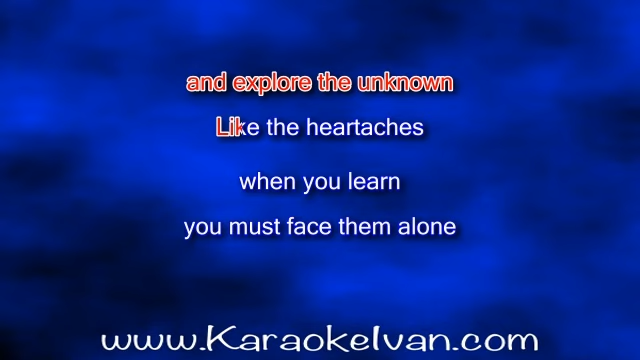 and explore the unknown
Like the heartaches
when you learn
you must face them alone
www.KaraokeIvan.com